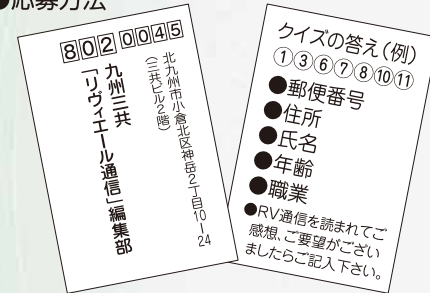 ●応募方法
8020045
北九州市小倉北区神岳2丁目10-24
(三共ビル2階)
九州三共
「リヴィエール通信」編集部
クイズの答え(例)
①③⑥⑦⑧⑩⑪
●郵便番号
●住所
●氏名
●年齢
●職業
●RV通信を読まれてご
感想、ご要望がござい
ましたらご記入下さい。